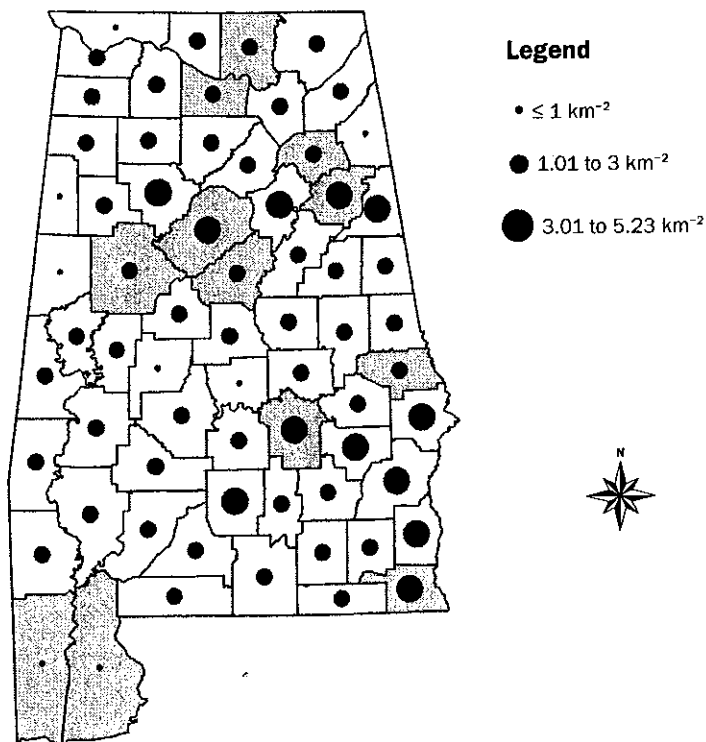 Legend
≤ 1 km⁻²
1.01 to 3 km⁻²
3.01 to 5.23 km⁻²
N